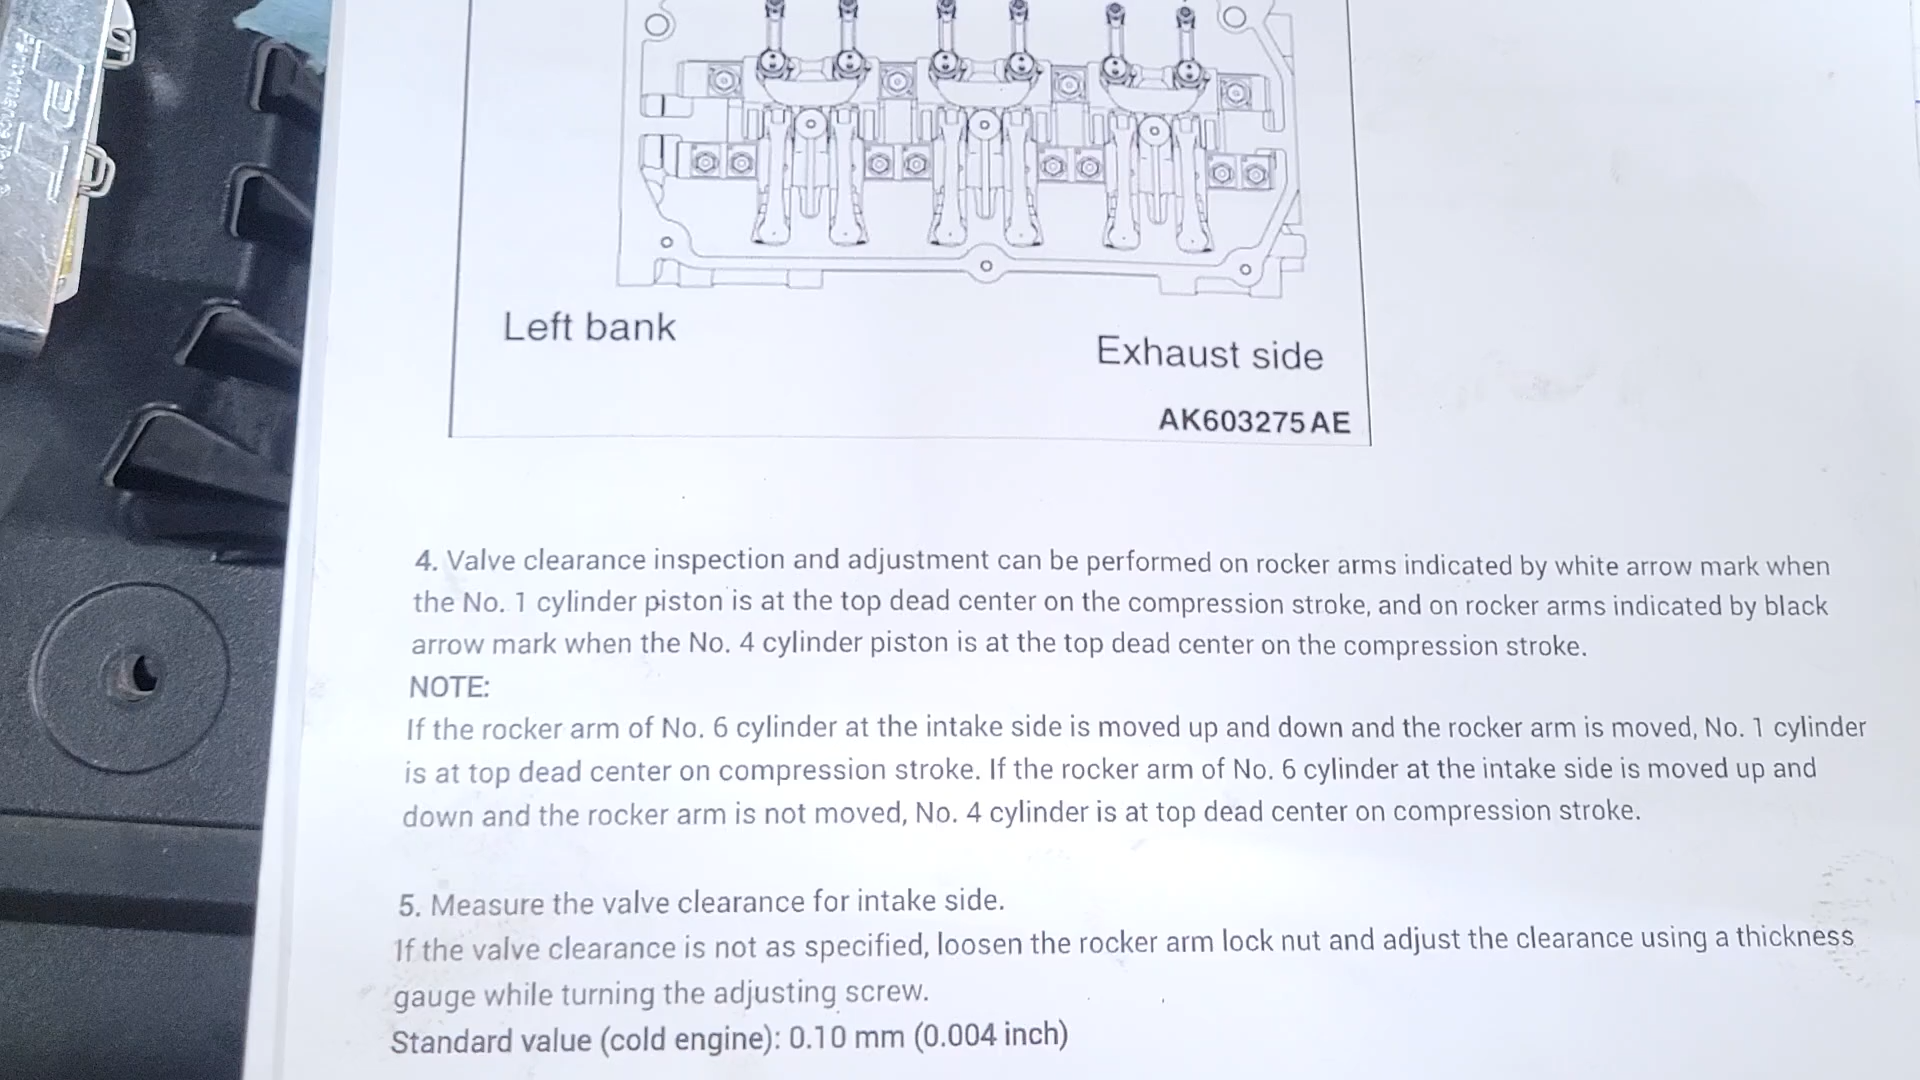 Left bank
Exhaust side
AK603275AE
4. Valve clearance inspection and adjustment can be performed on rocker arms indicated by white arrow mark when
the No. 1 cylinder piston is at the top dead center on the compression stroke, and on rocker arms indicated by black
arrow mark when the No. 4 cylinder piston is at the top dead center on the compression stroke.
NOTE:
If the rocker arm of No. 6 cylinder at the intake side is moved up and down and the rocker arm is moved, No. 1 cylinder
is at top dead center on compression stroke. If the rocker arm of No. 6 cylinder at the intake side is moved up and
down and the rocker arm is not moved, No. 4 cylinder is at top dead center on compression stroke.
5. Measure the valve clearance for intake side.
If the valve clearance is not as specified, loosen the rocker arm lock nut and adjust the clearance using a thickness
gauge while turning the adjusting screw.
Standard value (cold engine): 0.10 mm (0.004 inch)